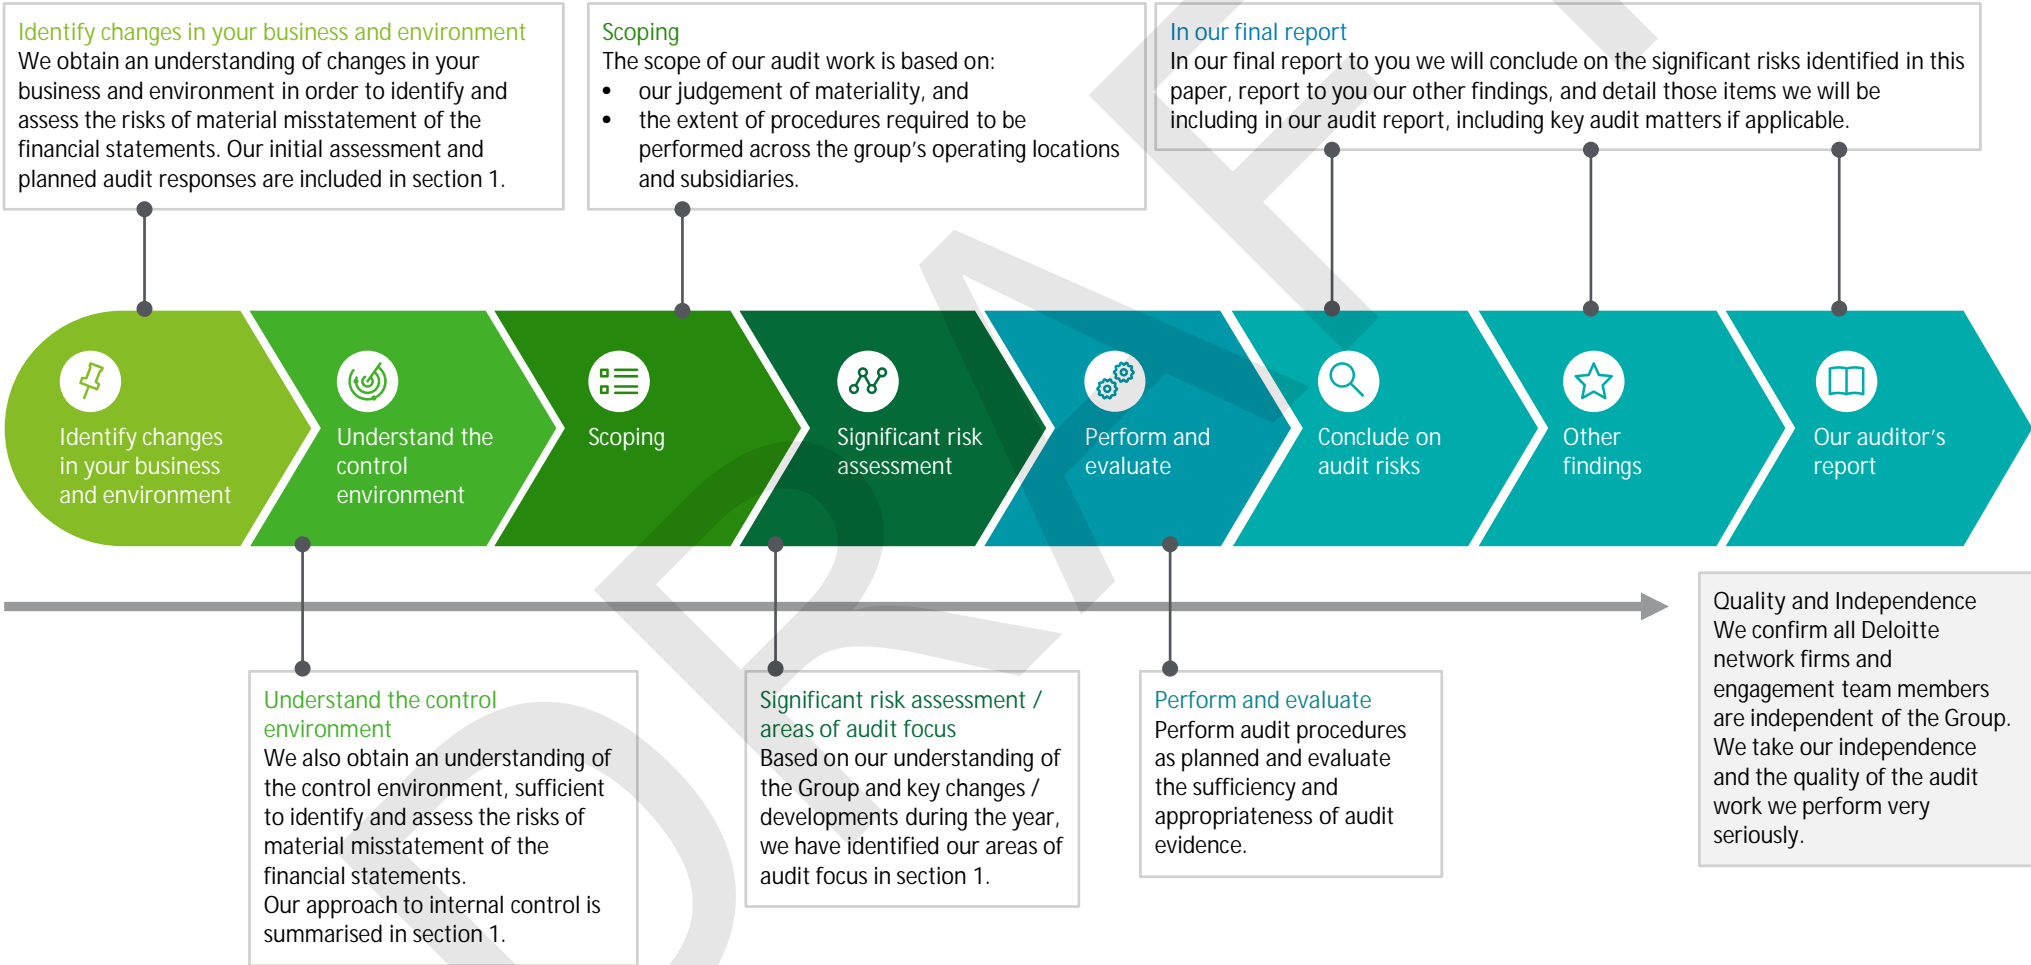 Identify changes in your business and environment
We obtain an understanding of changes in your
business and environment in order to identify and
assess the risks of material misstatement of the
financial statements. Our initial assessment and
planned audit responses are included in section 1.
Scoping
The scope of our audit work is based on:
• our judgement of materiality, and
• the extent of procedures required to be
performed across the group's operating locations
and subsidiaries.
In our final report
In our final report to you we will conclude on the significant risks identified in this
paper, report to you our other findings, and detail those items we will be
including in our audit report, including key audit matters if applicable.
Identify changes
in your business
and environment
Understand the
control
environment
Scoping
Significant risk
assessment
Perform and
evaluate
Conclude on
audit risks
Other
findings
Our auditor's
report
Understand the control
environment
We also obtain an understanding of
the control environment, sufficient
to identify and assess the risks of
material misstatement of the
financial statements.
Our approach to internal control is
summarised in section 1.
Significant risk assessment /
areas of audit focus
Based on our understanding of
the Group and key changes /
developments during the year,
we have identified our areas of
audit focus in section 1.
Perform and evaluate
Perform audit procedures
as planned and evaluate
the sufficiency and
appropriateness of audit
evidence.
Quality and Independence
We confirm all Deloitte
network firms and
engagement team members
are independent of the Group.
We take our independence
and the quality of the audit
work we perform very
seriously.
DRAFT